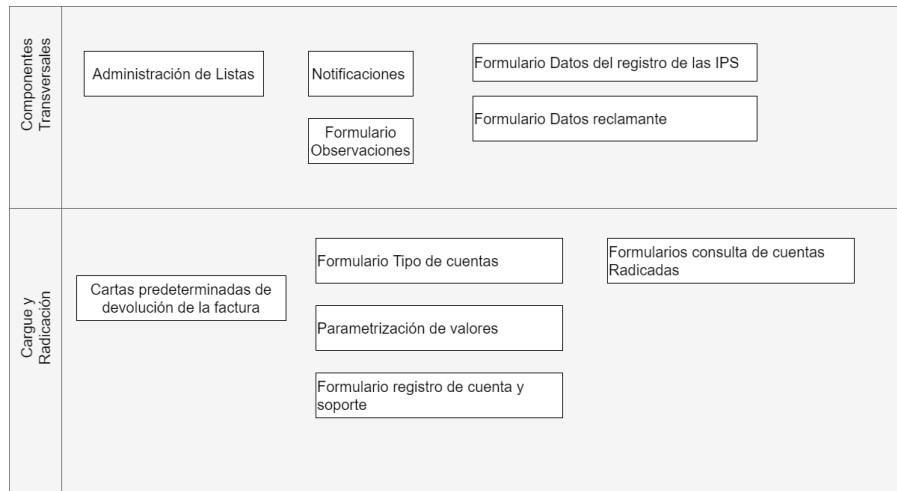 Componentes
Transversales
Administración de Listas
Notificaciones
Formulario
Observaciones
Formulario Datos del registro de las IPS
Formulario Datos reclamante
Cargue y
Radicación
Cartas predeterminadas de
devolución de la factura
Formulario Tipo de cuentas
Parametrización de valores
Formulario registro de cuenta y
soporte
Formularios consulta de cuentas
Radicadas